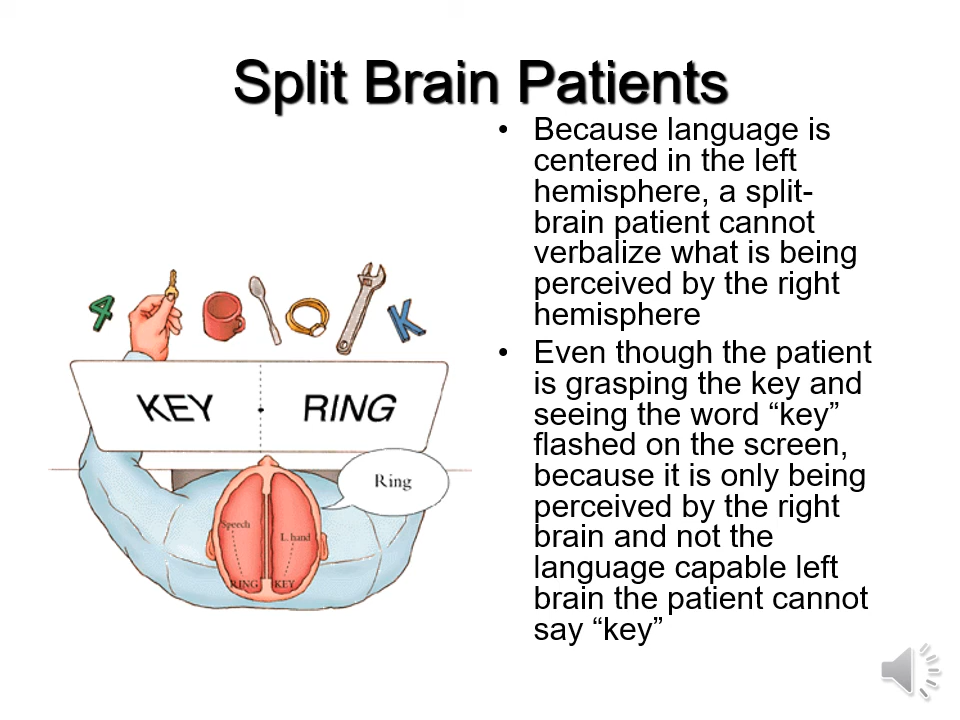 Split Brain Patients
• Because language is
centered in the left
hemisphere, a split-
brain patient cannot
verbalize what is being
perceived by the right
hemisphere
• Even though the patient
is grasping the key and
seeing the word “key”
flashed on the screen,
because it is only being
perceived by the right
brain and not the
language capable left
brain the patient cannot
say “key”
4
K
KEY · RING
Ring
Speech
L. hand
RING KEY